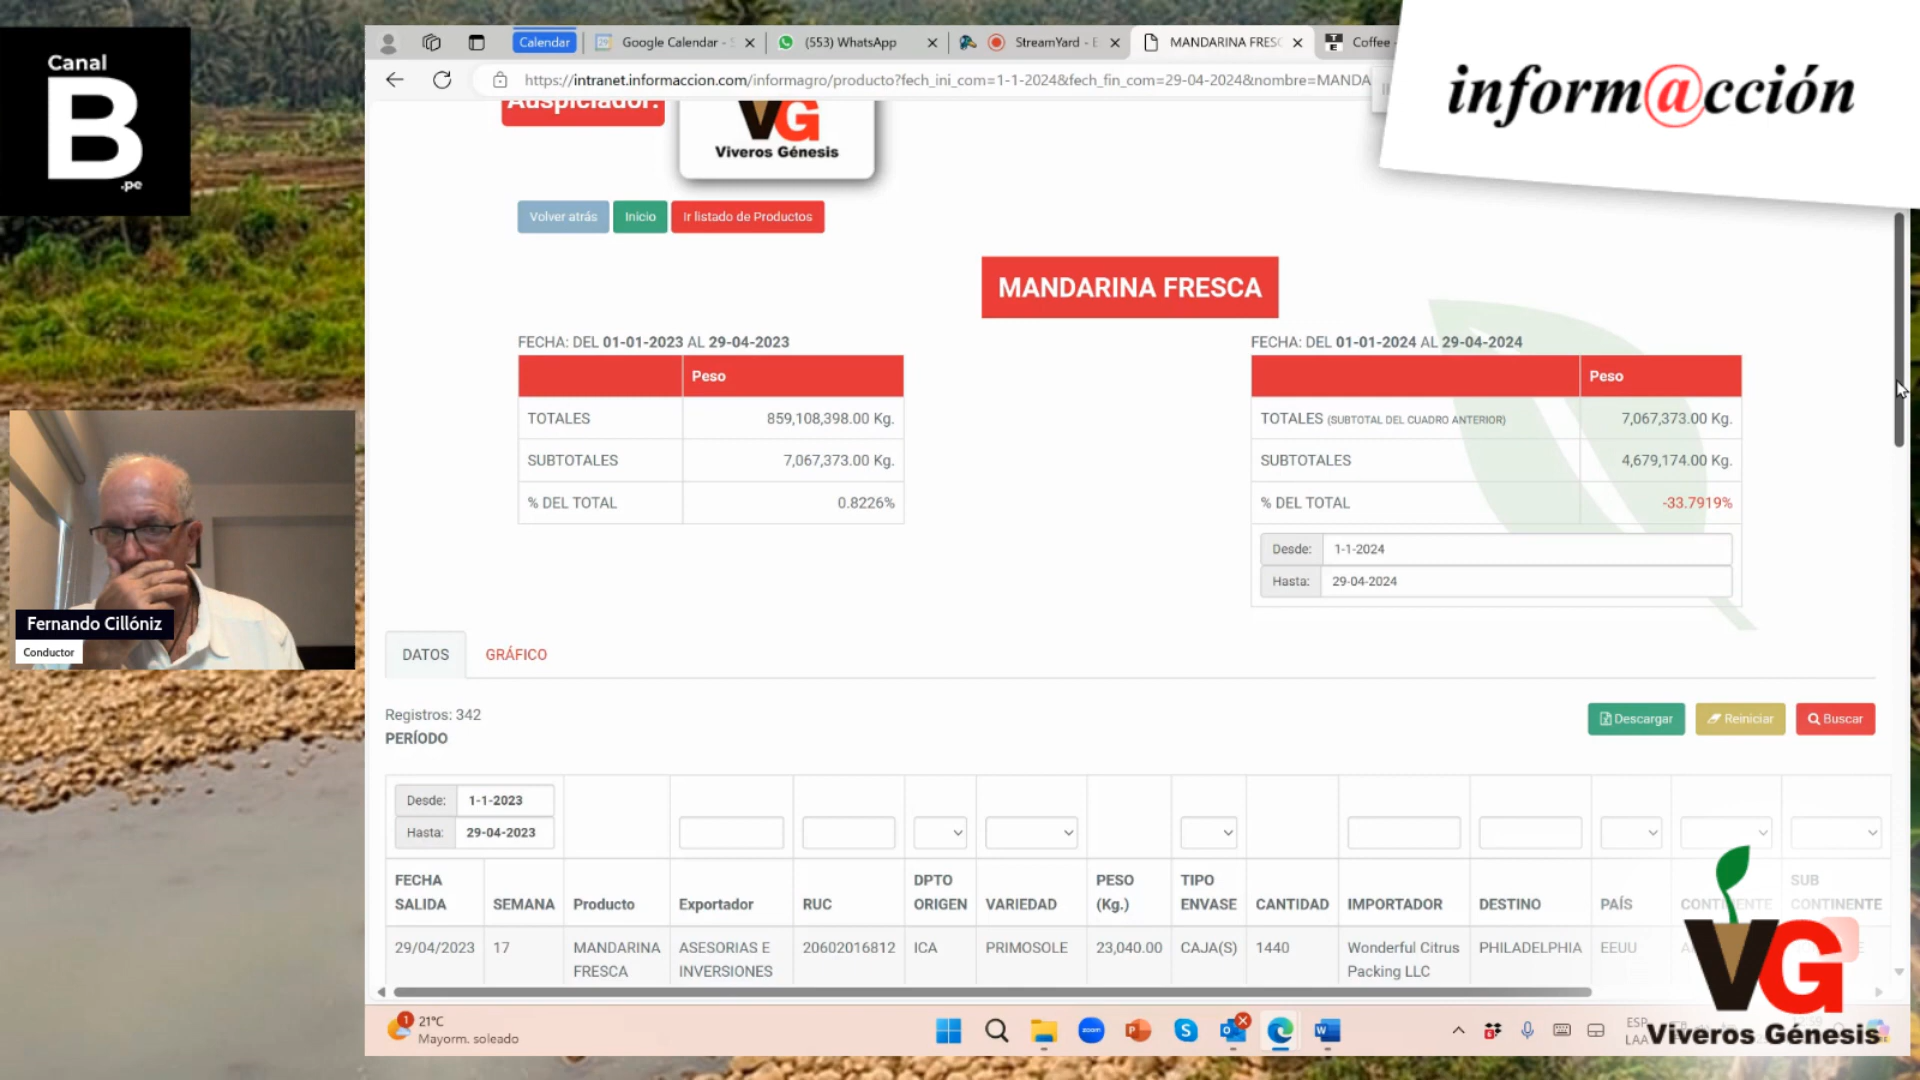 Canal
B
.pe
Calendar
Google Calendar - S
(553) WhatsApp
StreamYard - E
MANDARINA FRESC
Coffee
https://intranet.informaccion.com/informagro/producto?fech_ini_com=1-1-2024&fech_fin_com=29-04-2024&nombre=MANDA
inform@cción
Auspiciador:
VG
Viveros Génesis
Volver atrás
Inicio
Ir listado de Productos
MANDARINA FRESCA
FECHA: DEL 01-01-2023 AL 29-04-2023
Peso
TOTALES 859,108,398.00 Kg.
SUBTOTALES 7,067,373.00 Kg.
% DEL TOTAL 0.8226%
FECHA: DEL 01-01-2024 AL 29-04-2024
Peso
TOTALES (SUBTOTAL DEL CUADRO ANTERIOR) 7,067,373.00 Kg.
SUBTOTALES 4,679,174.00 Kg.
% DEL TOTAL -33.7919%
Desde: 1-1-2024
Hasta: 29-04-2024
Fernando Cillóniz
Conductor
DATOS
GRÁFICO
Registros: 342
PERÍODO
Descargar
Reiniciar
Buscar
Desde: 1-1-2023
Hasta: 29-04-2023
FECHA SALIDA SEMANA Producto Exportador RUC DPTO ORIGEN VARIEDAD PESO (Kg.) TIPO ENVASE CANTIDAD IMPORTADOR DESTINO PAÍS CONTINENTE SUB CONTINENTE
29/04/2023 17 MANDARINA FRESCA ASESORIAS E INVERSIONES 20602016812 ICA PRIMOSOLE 23,040.00 CAJA(S) 1440 Wonderful Citrus Packing LLC PHILADELPHIA EEUU
VG
Viveros Génesis
1
21°C
Mayorm. soleado
zoom
ESP
LAA